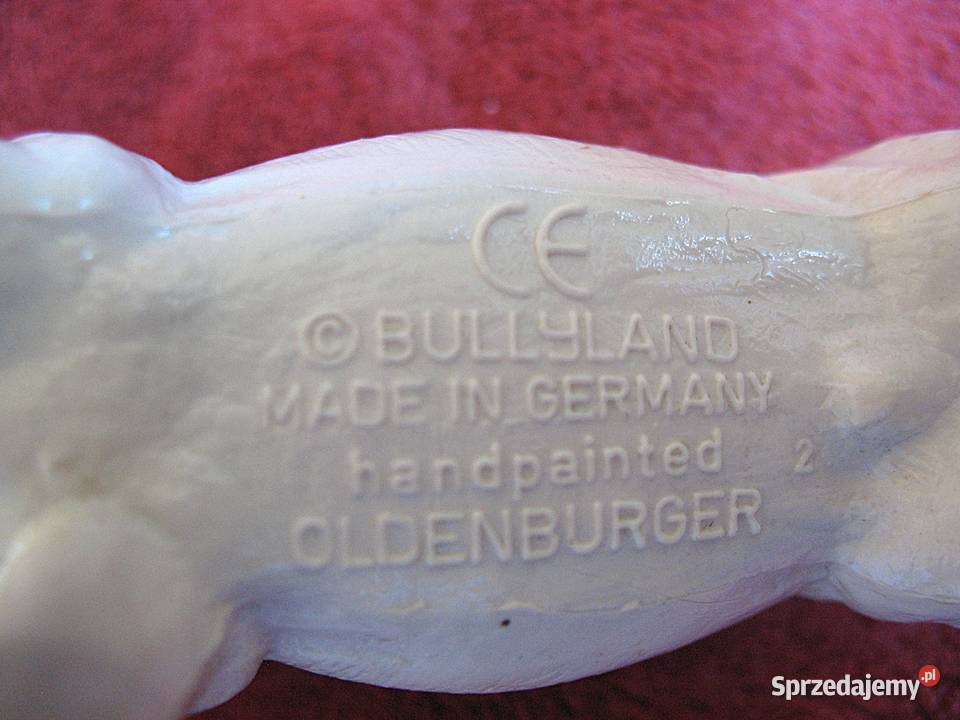 CE
© BULLYLAND
MADE IN GERMANY
handpainted 2
OLDENBURGER
Sprzedajemy.pl